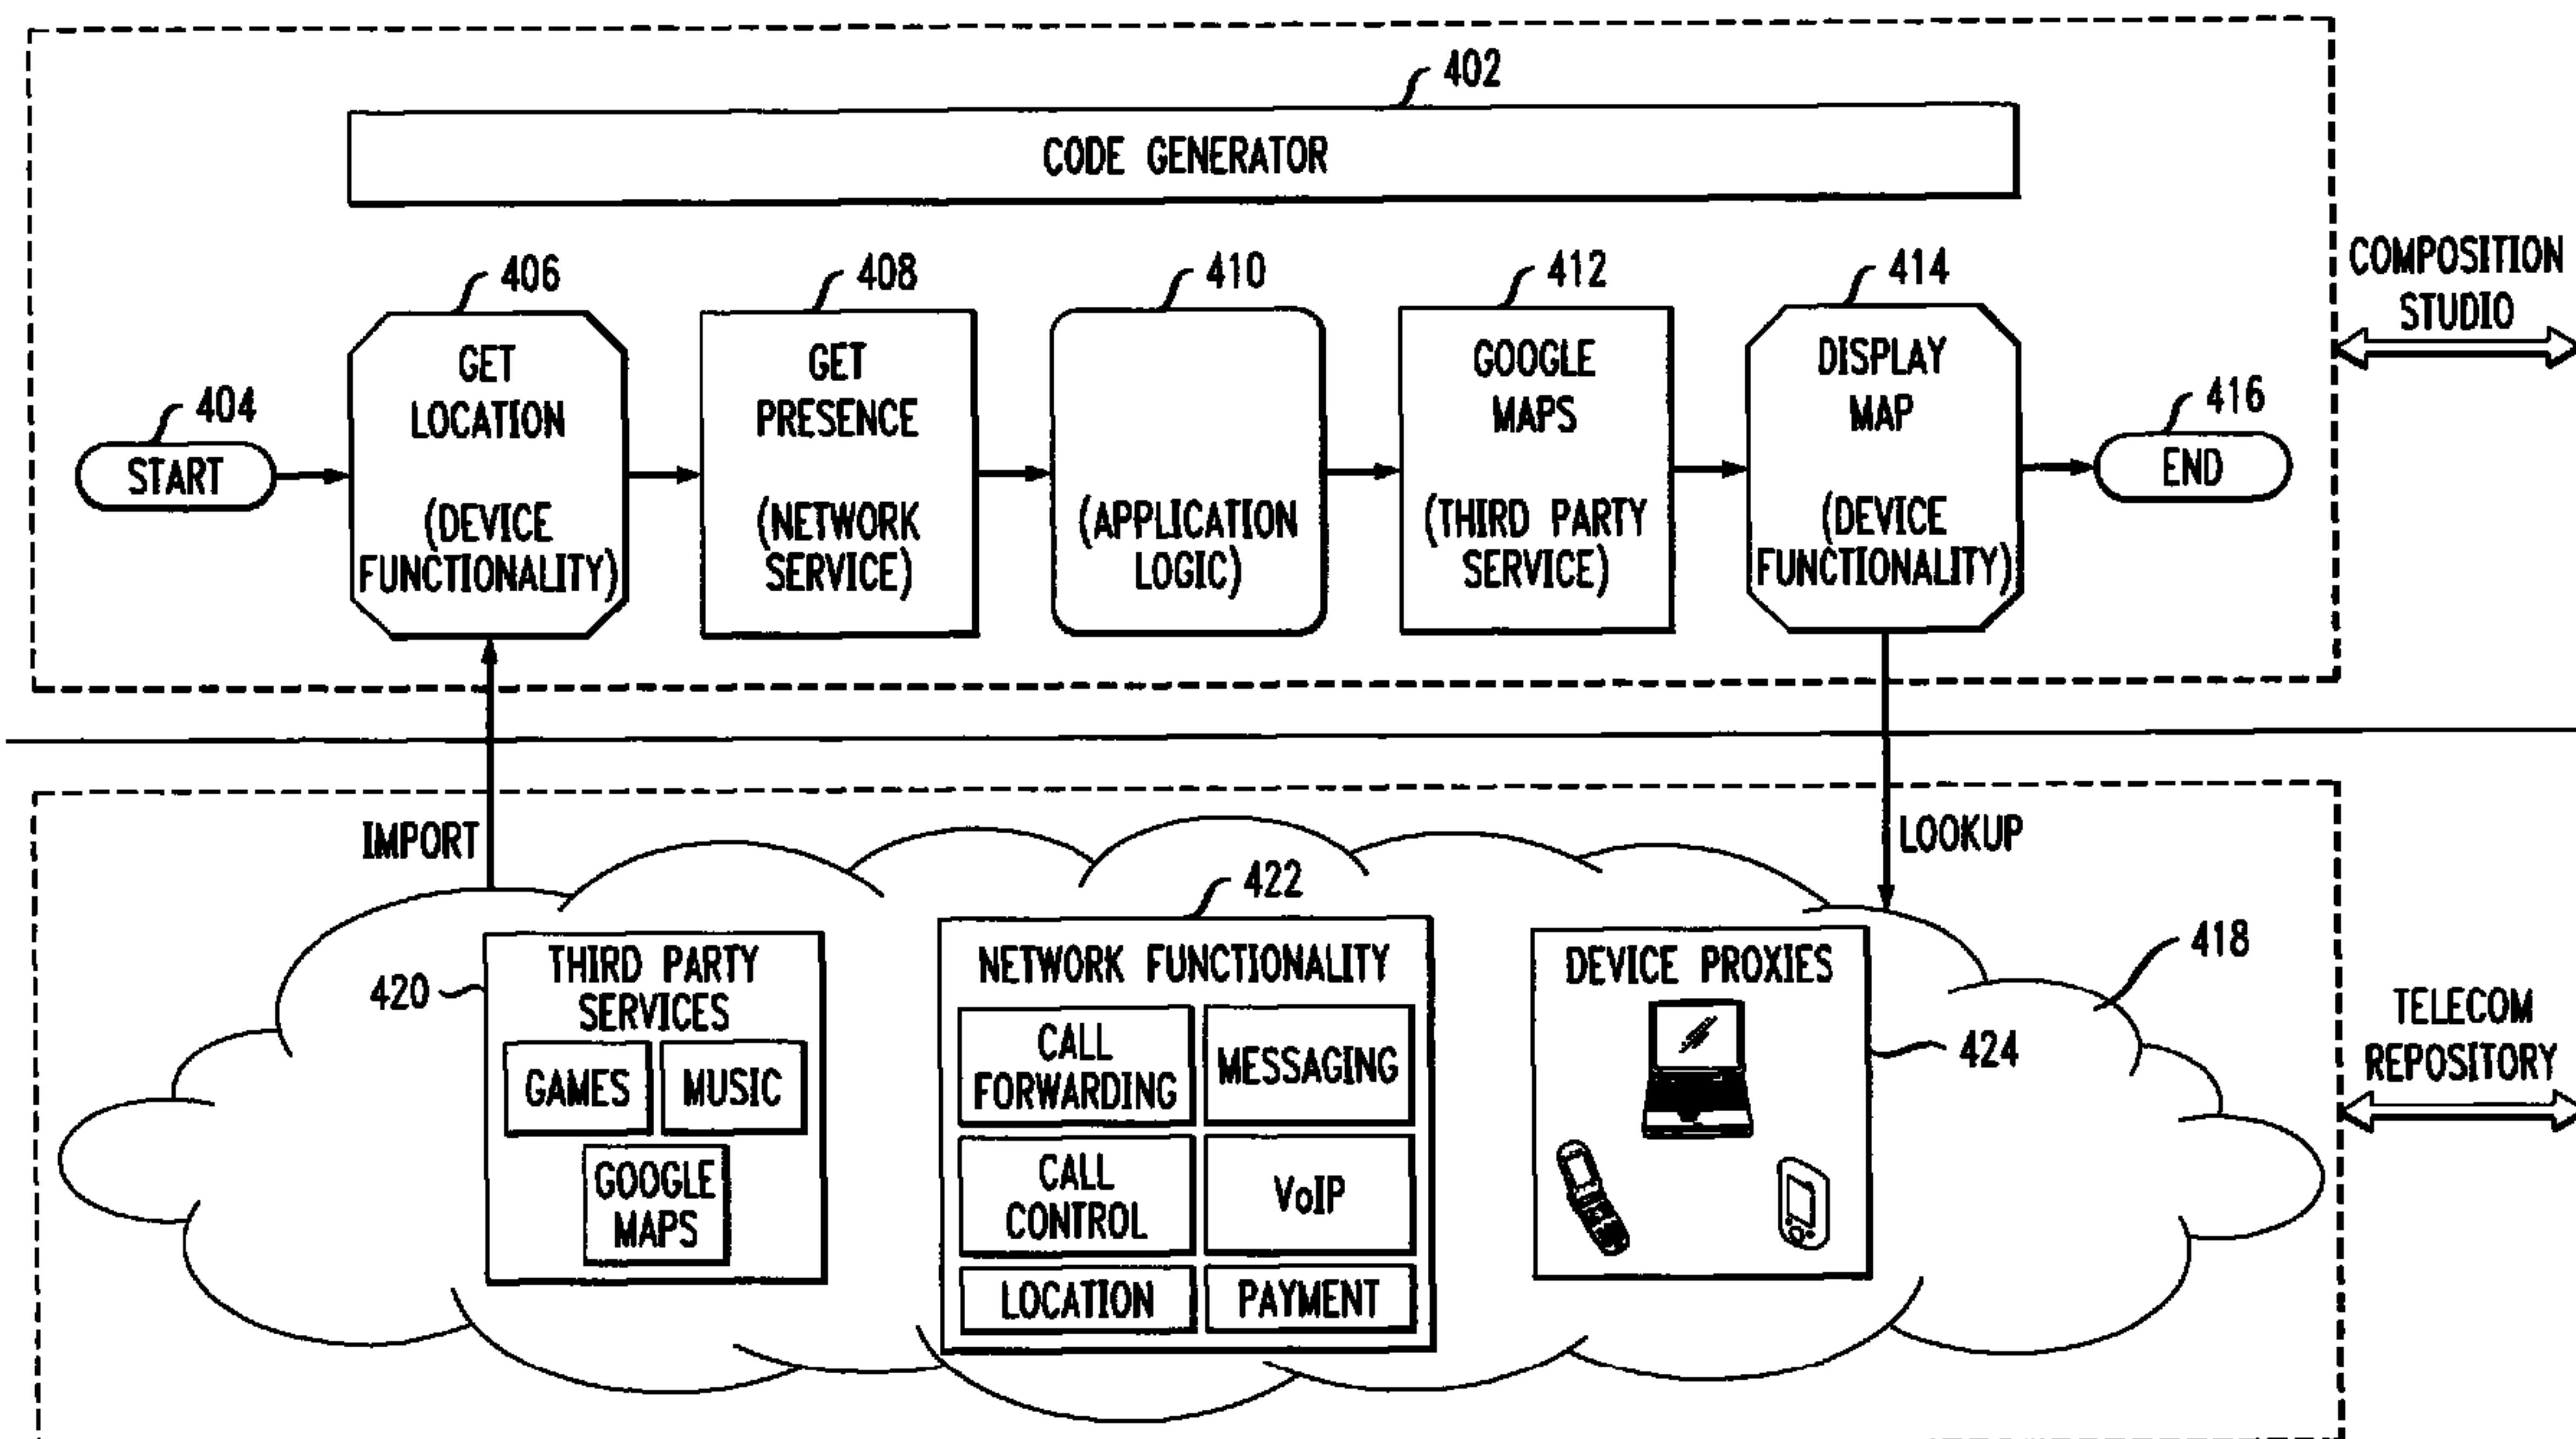 402
CODE GENERATOR
406
408
410
412
414
COMPOSITION
STUDIO
404
START
GET
LOCATION
(DEVICE
FUNCTIONALITY)
GET
PRESENCE
(NETWORK
SERVICE)
(APPLICATION
LOGIC)
GOOGLE
MAPS
(THIRD PARTY
SERVICE)
DISPLAY
MAP
(DEVICE
FUNCTIONALITY)
416
END
IMPORT
LOOKUP
422
418
420
THIRD PARTY
SERVICES
GAMES
MUSIC
GOOGLE
MAPS
NETWORK FUNCTIONALITY
CALL
FORWARDING
MESSAGING
CALL
CONTROL
VoIP
LOCATION
PAYMENT
DEVICE PROXIES
424
TELECOM
REPOSITORY